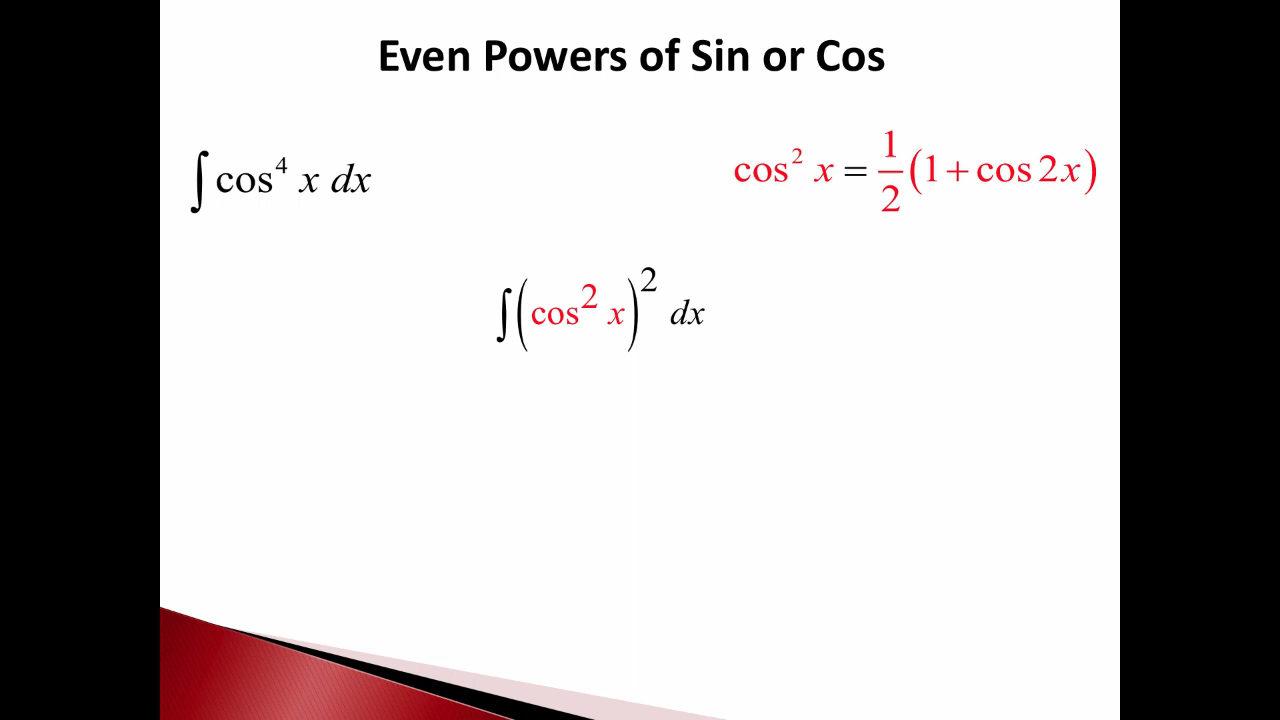 Even Powers of Sin or Cos
∫ cos⁴ x dx
cos² x = 1/2 (1 + cos 2x)
∫ (cos² x)² dx